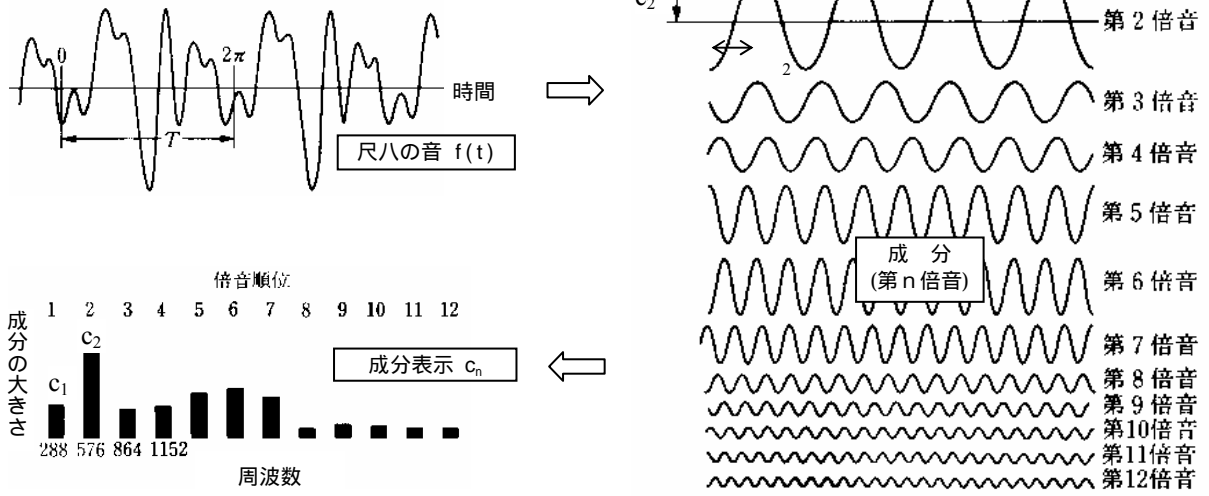 0
2π
T
時間
尺八の音 f(t)
c2
2
第2倍音
第3倍音
第4倍音
第5倍音
第6倍音
第7倍音
第8倍音
第9倍音
第10倍音
第11倍音
第12倍音
成 分
(第n倍音)
倍音順位
1 2 3 4 5 6 7 8 9 10 11 12
成分の大きさ
c1
c2
成分表示 cn
288 576 864 1152
周波数